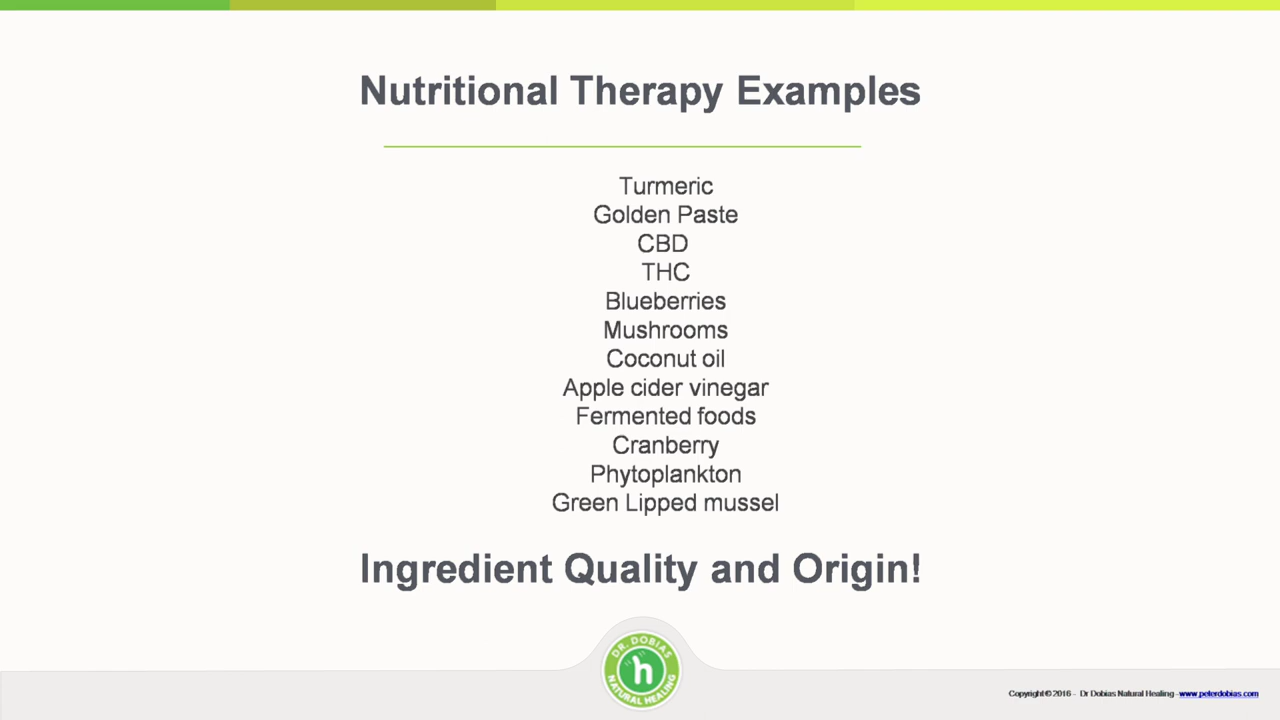 Nutritional Therapy Examples
Turmeric
Golden Paste
CBD
THC
Blueberries
Mushrooms
Coconut oil
Apple cider vinegar
Fermented foods
Cranberry
Phytoplankton
Green Lipped mussel
Ingredient Quality and Origin!
DR. DOBIAS
h
NATURAL HEALING
Copyright © 2016 - Dr Dobias Natural Healing - www.peterdobias.com